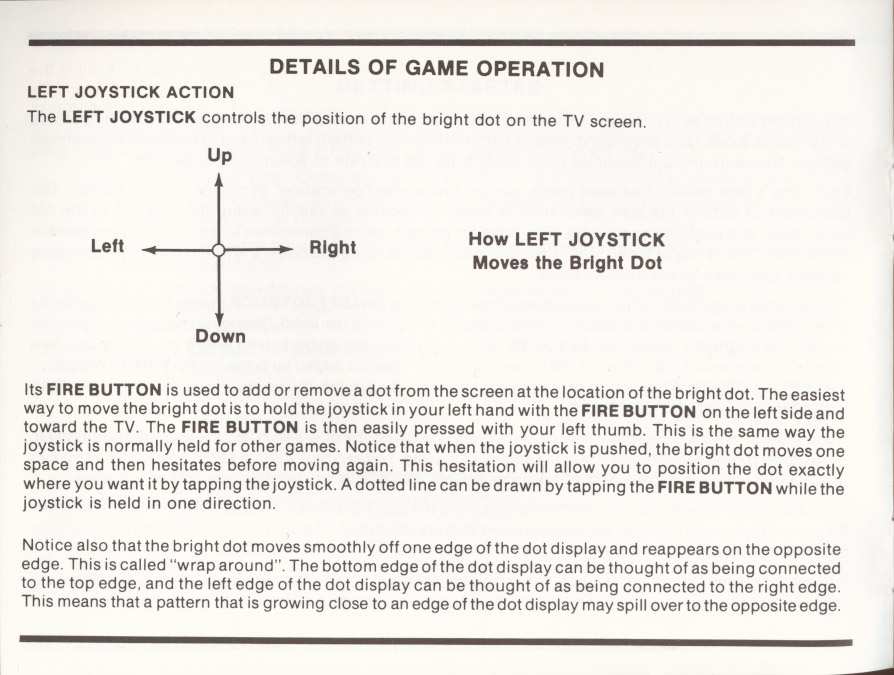 DETAILS OF GAME OPERATION
LEFT JOYSTICK ACTION
The LEFT JOYSTICK controls the position of the bright dot on the TV screen.
Up
Left
Right
Down
How LEFT JOYSTICK
Moves the Bright Dot
Its FIRE BUTTON is used to add or remove a dot from the screen at the location of the bright dot. The easiest
way to move the bright dot is to hold the joystick in your left hand with the FIRE BUTTON on the left side and
toward the TV. The FIRE BUTTON is then easily pressed with your left thumb. This is the same way the
joystick is normally held for other games. Notice that when the joystick is pushed, the bright dot moves one
space and then hesitates before moving again. This hesitation will allow you to position the dot exactly
where you want it by tapping the joystick. A dotted line can be drawn by tapping the FIRE BUTTON while the
joystick is held in one direction.
Notice also that the bright dot moves smoothly off one edge of the dot display and reappears on the opposite
edge. This is called "wrap around". The bottom edge of the dot display can be thought of as being connected
to the top edge, and the left edge of the dot display can be thought of as being connected to the right edge.
This means that a pattern that is growing close to an edge of the dot display may spill over to the opposite edge.